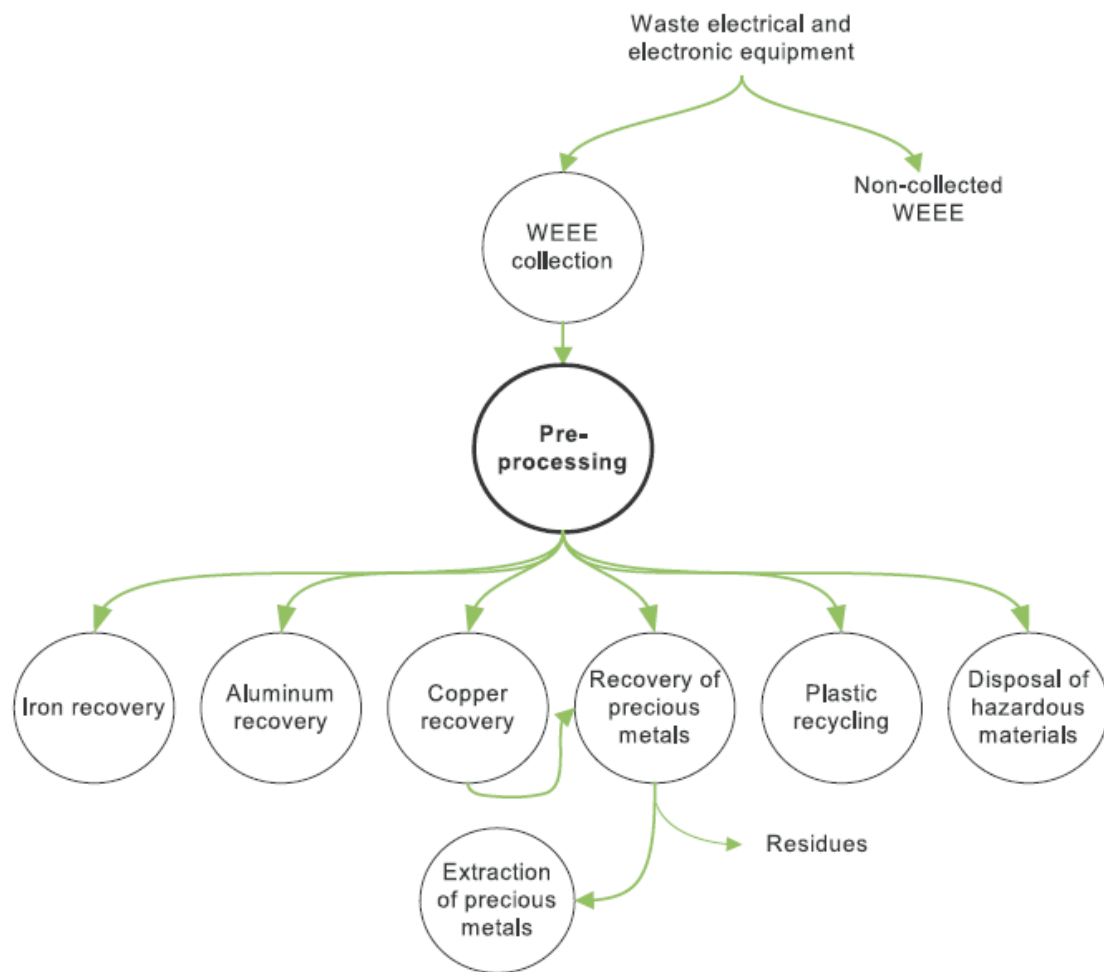 Waste electrical and
electronic equipment
Non-collected
WEEE
WEEE
collection
Pre-
processing
Iron recovery
Aluminum
recovery
Copper
recovery
Recovery of
precious
metals
Plastic
recycling
Disposal of
hazardous
materials
Residues
Extraction
of precious
metals